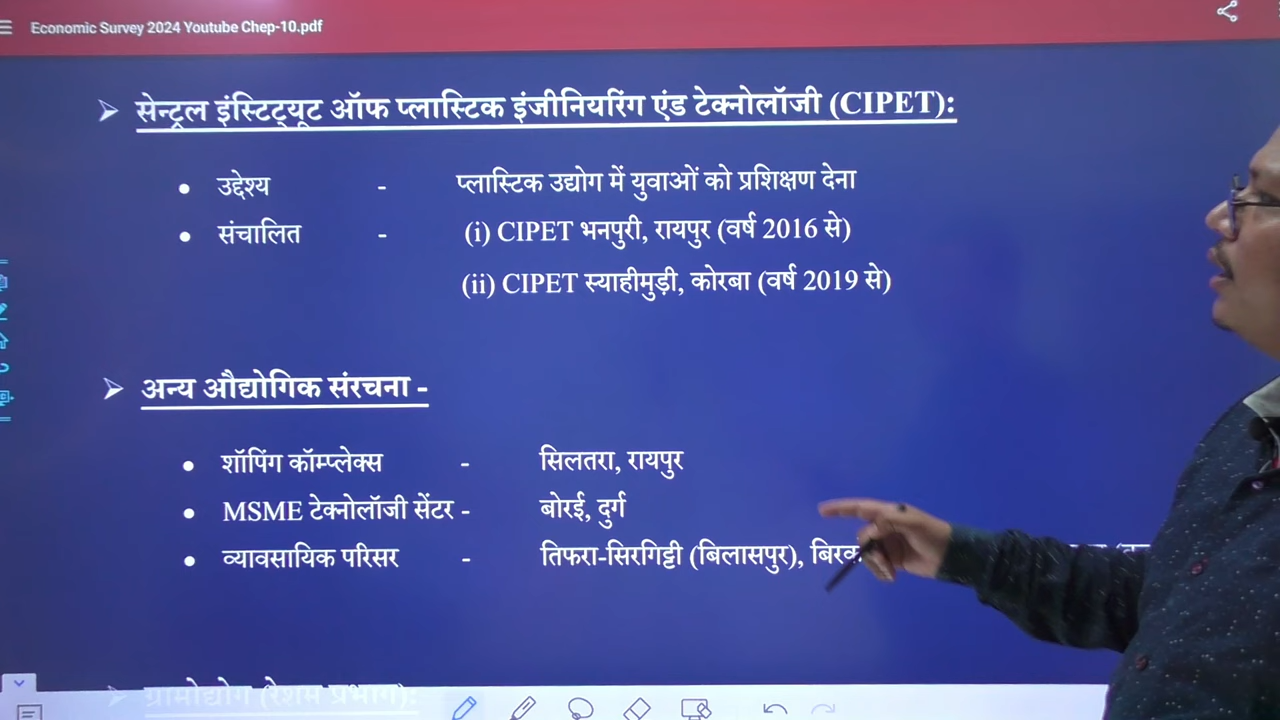 Economic Survey 2024 Youtube Chep-10.pdf
➢ सेन्ट्रल इंस्टिट्यूट ऑफ प्लास्टिक इंजीनियरिंग एंड टेक्नोलॉजी (CIPET):
• उद्देश्य - प्लास्टिक उद्योग में युवाओं को प्रशिक्षण देना
• संचालित - (i) CIPET भनपुरी, रायपुर (वर्ष 2016 से)
(ii) CIPET स्याहीमुड़ी, कोरबा (वर्ष 2019 से)
➢ अन्य औद्योगिक संरचना -
• शॉपिंग कॉम्प्लेक्स - सिलतरा, रायपुर
• MSME टेक्नोलॉजी सेंटर - बोरई, दुर्ग
• व्यावसायिक परिसर - तिफरा-सिरगिट्टी (बिलासपुर),
➢ ग्रामोद्योग (रेशम प्रभाग):